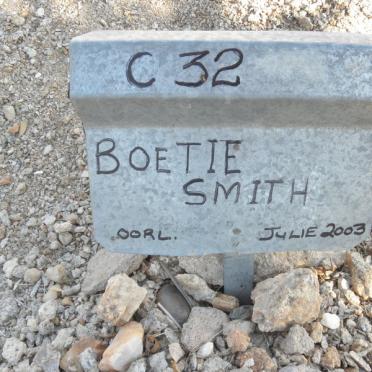 C 32
BOETIE
SMITH
OORL. JULIE 2003